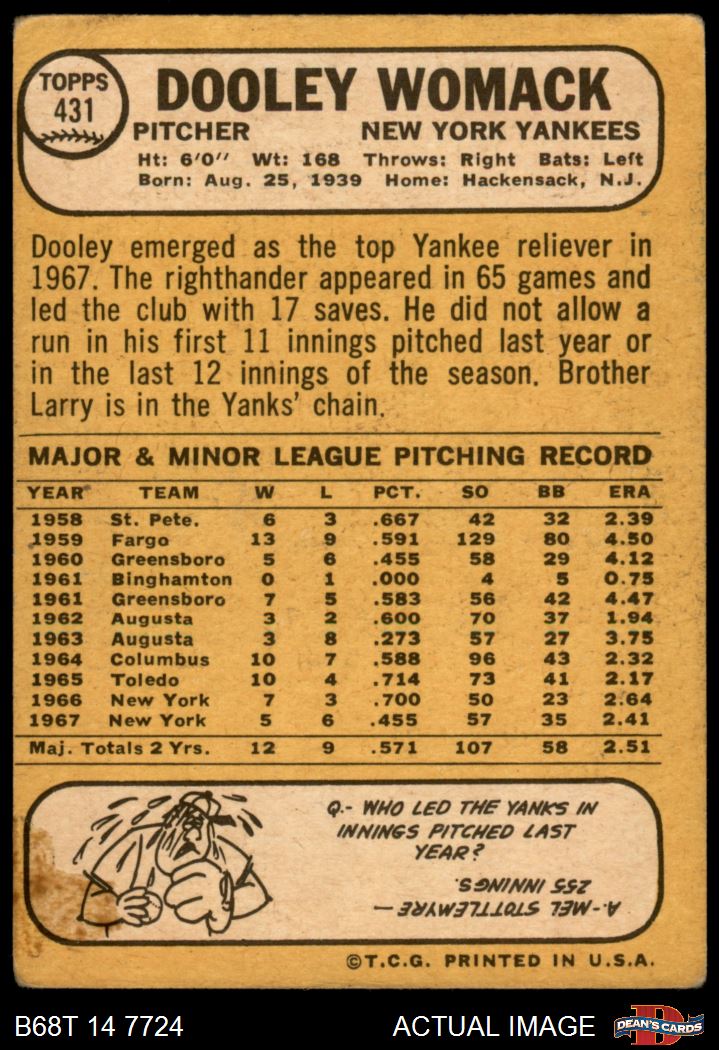 TOPPS
431
DOOLEY WOMACK
PITCHER NEW YORK YANKEES
Ht: 6'0" Wt: 168 Throws: Right Bats: Left
Born: Aug. 25, 1939 Home: Hackensack, N.J.
Dooley emerged as the top Yankee reliever in
1967. The righthander appeared in 65 games and
led the club with 17 saves. He did not allow a
run in his first 11 innings pitched last year or
in the last 12 innings of the season. Brother
Larry is in the Yanks' chain.
MAJOR & MINOR LEAGUE PITCHING RECORD
YEAR TEAM W L PCT. SO BB ERA
1958 St. Pete. 6 3 .667 42 32 2.39
1959 Fargo 13 9 .591 129 80 4.50
1960 Greensboro 5 6 .455 58 29 4.12
1961 Binghamton 0 1 .000 4 5 0.75
1961 Greensboro 7 5 .583 56 42 4.47
1962 Augusta 3 2 .600 70 37 1.94
1963 Augusta 3 8 .273 57 27 3.75
1964 Columbus 10 7 .588 96 43 2.32
1965 Toledo 10 4 .714 73 41 2.17
1966 New York 7 3 .700 50 23 2.64
1967 New York 5 6 .455 57 35 2.41
Maj. Totals 2 Yrs. 12 9 .571 107 58 2.51
Q.- WHO LED THE YANKS IN
INNINGS PITCHED LAST
YEAR?
A.- MEL STOTTLEMYRE —
255 INNINGS.
©T.C.G. PRINTED IN U.S.A.
B68T 14 7724 ACTUAL IMAGE D DEAN'S CARDS